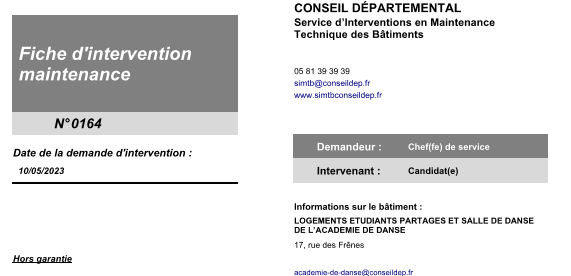 Fiche d'intervention
maintenance
N°0164
Date de la demande d'intervention :
10/05/2023
Hors garantie
CONSEIL DÉPARTEMENTAL
Service d'Interventions en Maintenance
Technique des Bâtiments
05 81 39 39 39
simtb@conseildep.fr
www.simtbconseildep.fr
Demandeur : Chef(fe) de service
Intervenant : Candidat(e)
Informations sur le bâtiment :
LOGEMENTS ETUDIANTS PARTAGES ET SALLE DE DANSE
DE L'ACADEMIE DE DANSE
17, rue des Frênes
academie-de-danse@conseildep.fr